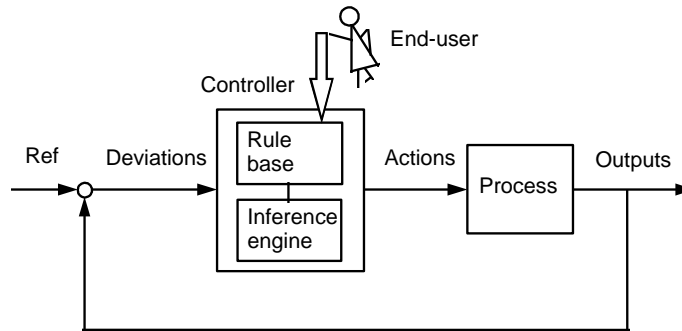 End-user
Controller
Ref
Deviations
Rule
base
Inference
engine
Actions
Process
Outputs